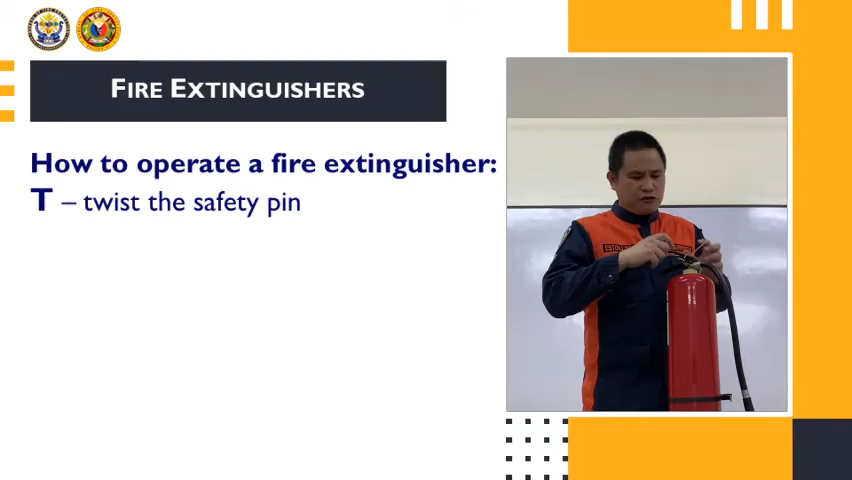 FIRE EXTINGUISHERS
How to operate a fire extinguisher:
T – twist the safety pin